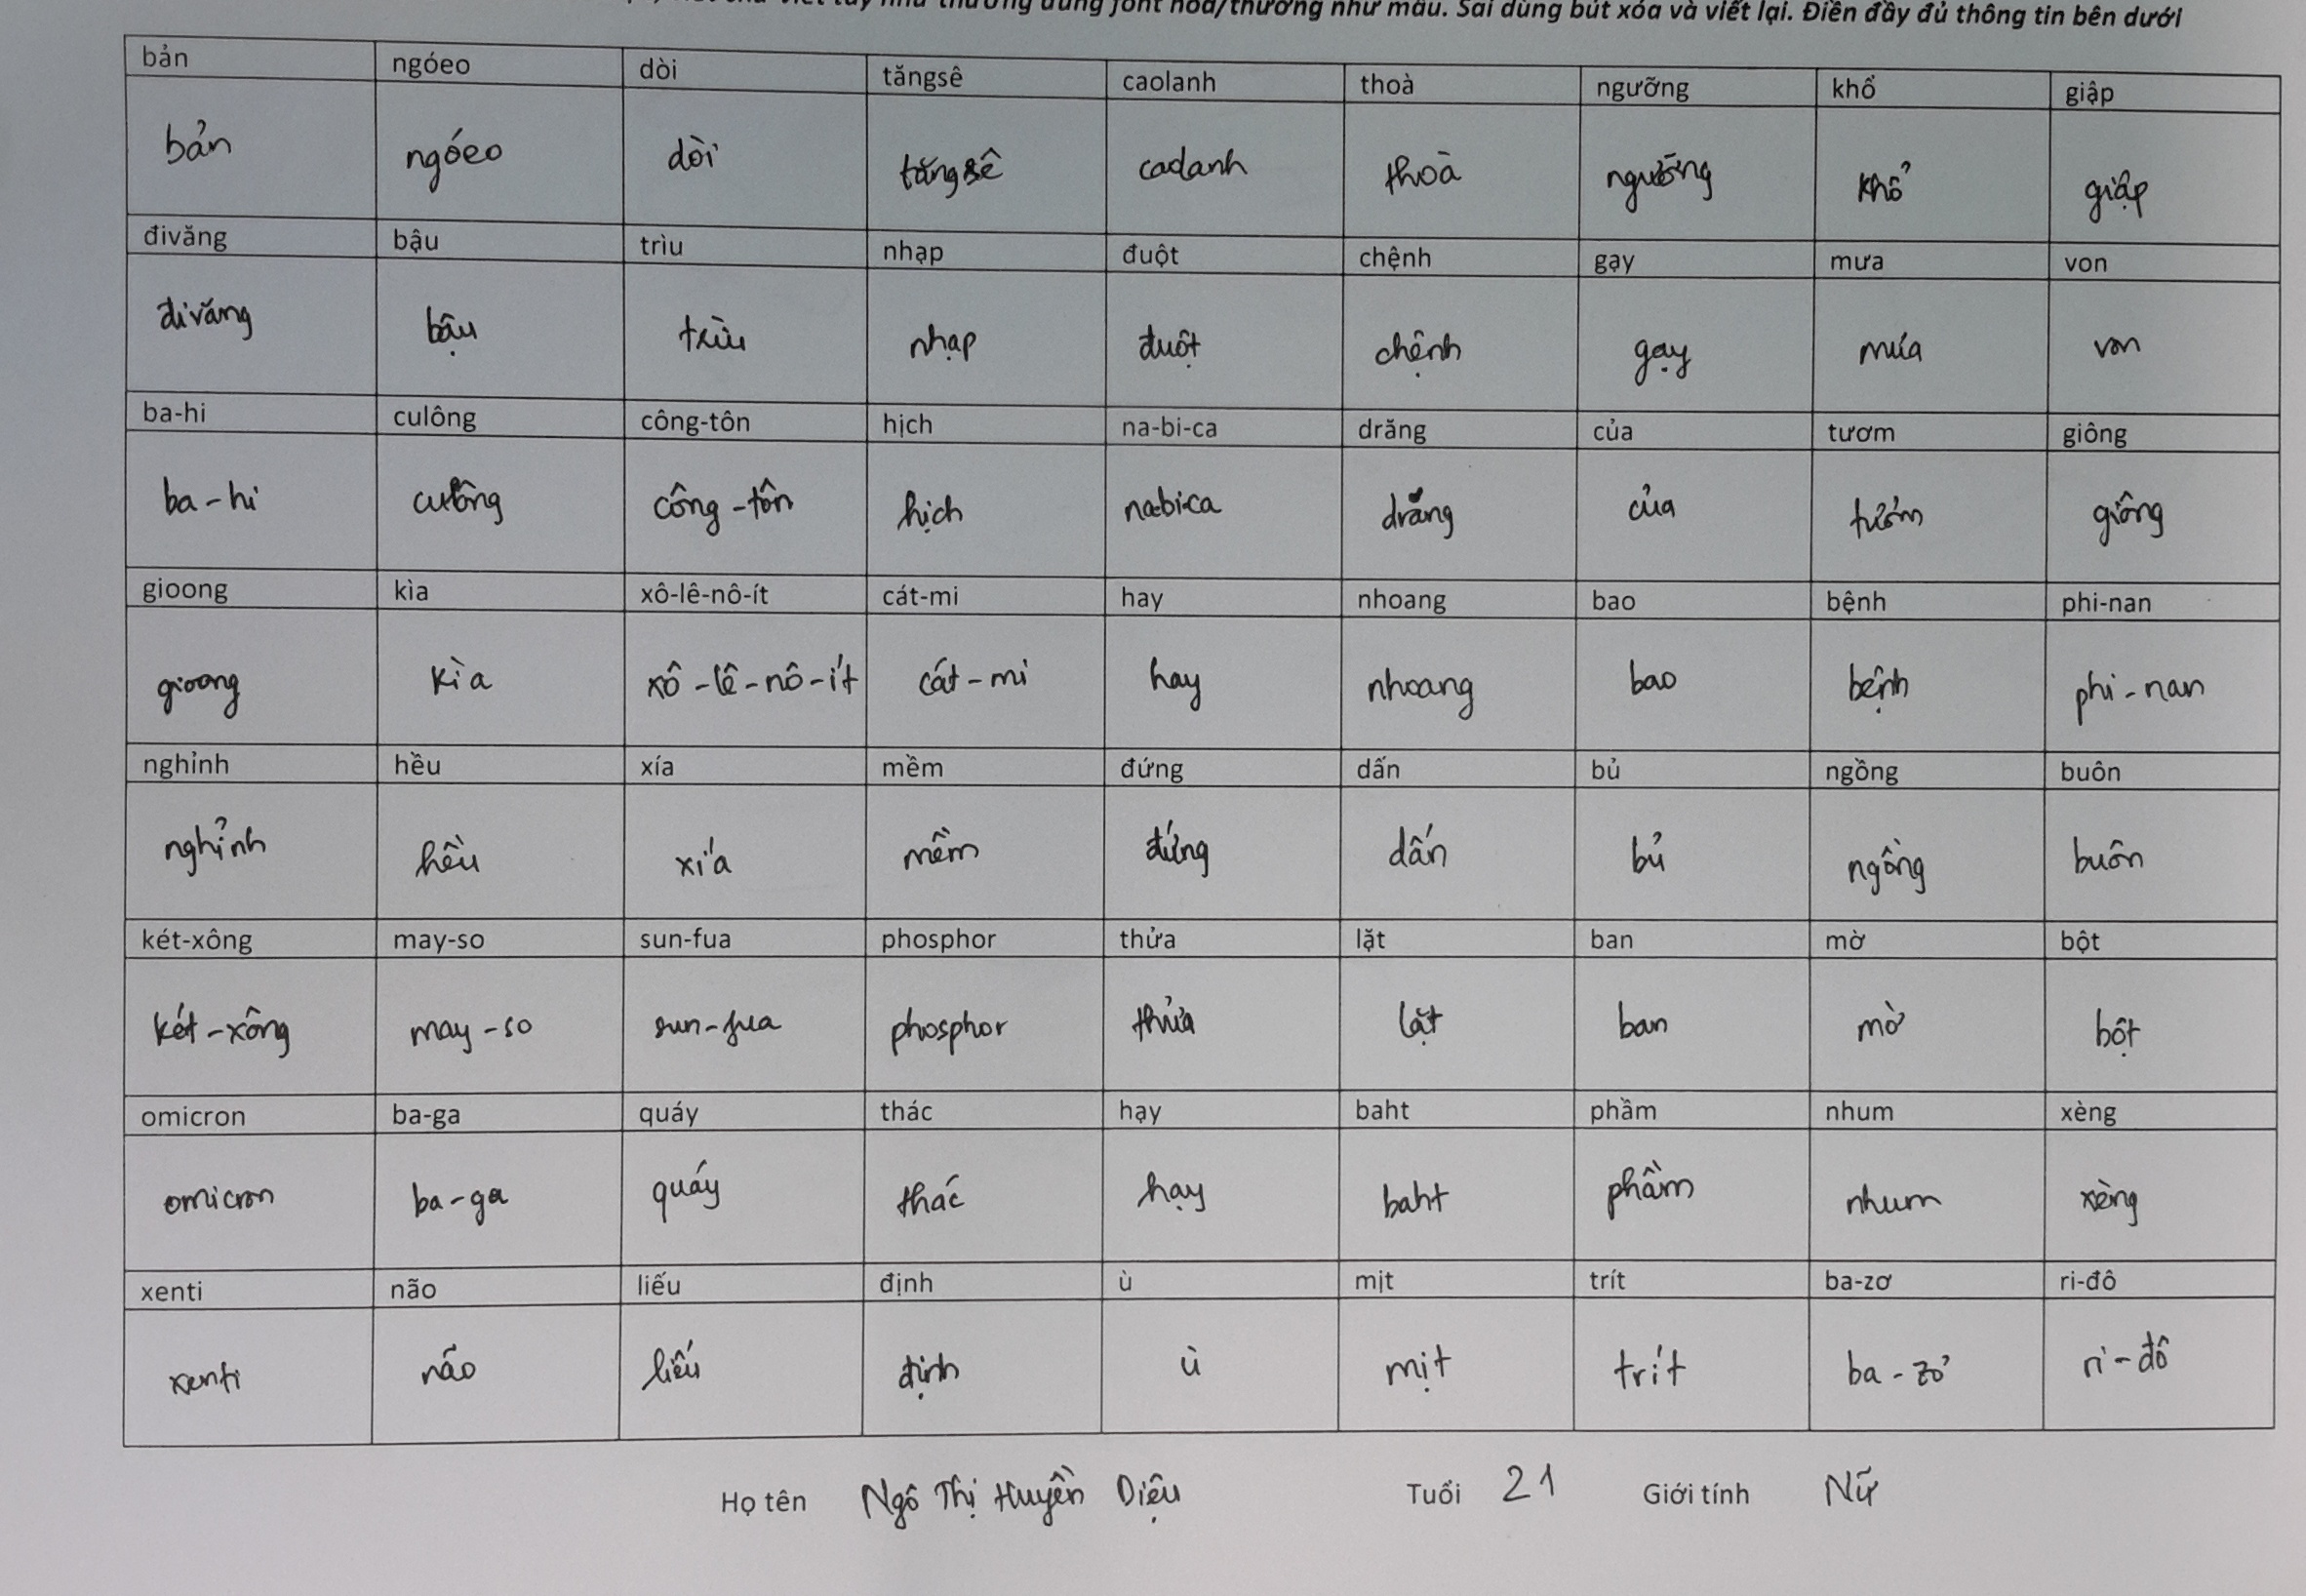 viết chữ viết tay như thường dùng font hoa/thường như mẫu. Sai dùng bút xóa và viết lại. Điền đầy đủ thông tin bên dưới
bản ngóeo dòi tăngsê caolanh thoà ngưỡng khổ giập
bản ngóeo dòi tăngsê caolanh thoà ngưỡng khổ giập
đivăng bậu trìu nhạp đuột chệnh gạy mưa von
đivăng bậu trìu nhạp đuột chệnh gạy mưa von
ba-hi culông công-tôn hịch na-bi-ca drăng của tươm giông
ba-hi culông công-tôn hịch na-bi-ca drăng của tươm giông
gioong kìa xô-lê-nô-ít cát-mi hay nhoang bao bệnh phi-nan
gioong kìa xô-lê-nô-ít cát-mi hay nhoang bao bệnh phi-nan
nghỉnh hều xía mềm đứng dấn bủ ngồng buôn
nghỉnh hều xía mềm đứng dấn bủ ngồng buôn
két-xông may-so sun-fua phosphor thửa lặt ban mờ bột
két-xông may-so sun-fua phosphor thửa lặt ban mờ bột
omicron ba-ga quáy thác hạy baht phầm nhum xèng
omicron ba-ga quáy thác hạy baht phầm nhum xèng
xenti não liếu định ù mịt trít ba-zơ ri-đô
xenti não liếu định ù mịt trít ba-zơ ri-đô
Họ tên Ngô Thị Huyền Diệu Tuổi 21 Giới tính Nữ